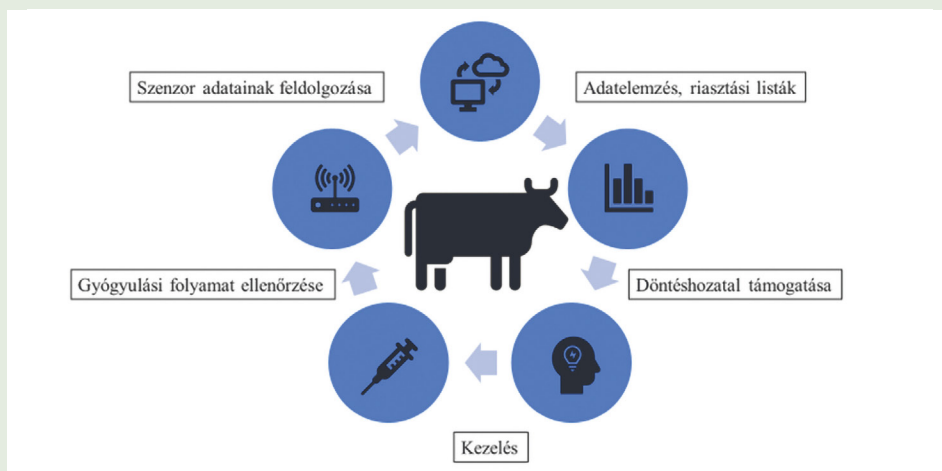 Szenzor adatainak feldolgozása
Adatelemzés, riasztási listák
Gyógyulási folyamat ellenőrzése
Döntéshozatal támogatása
Kezelés